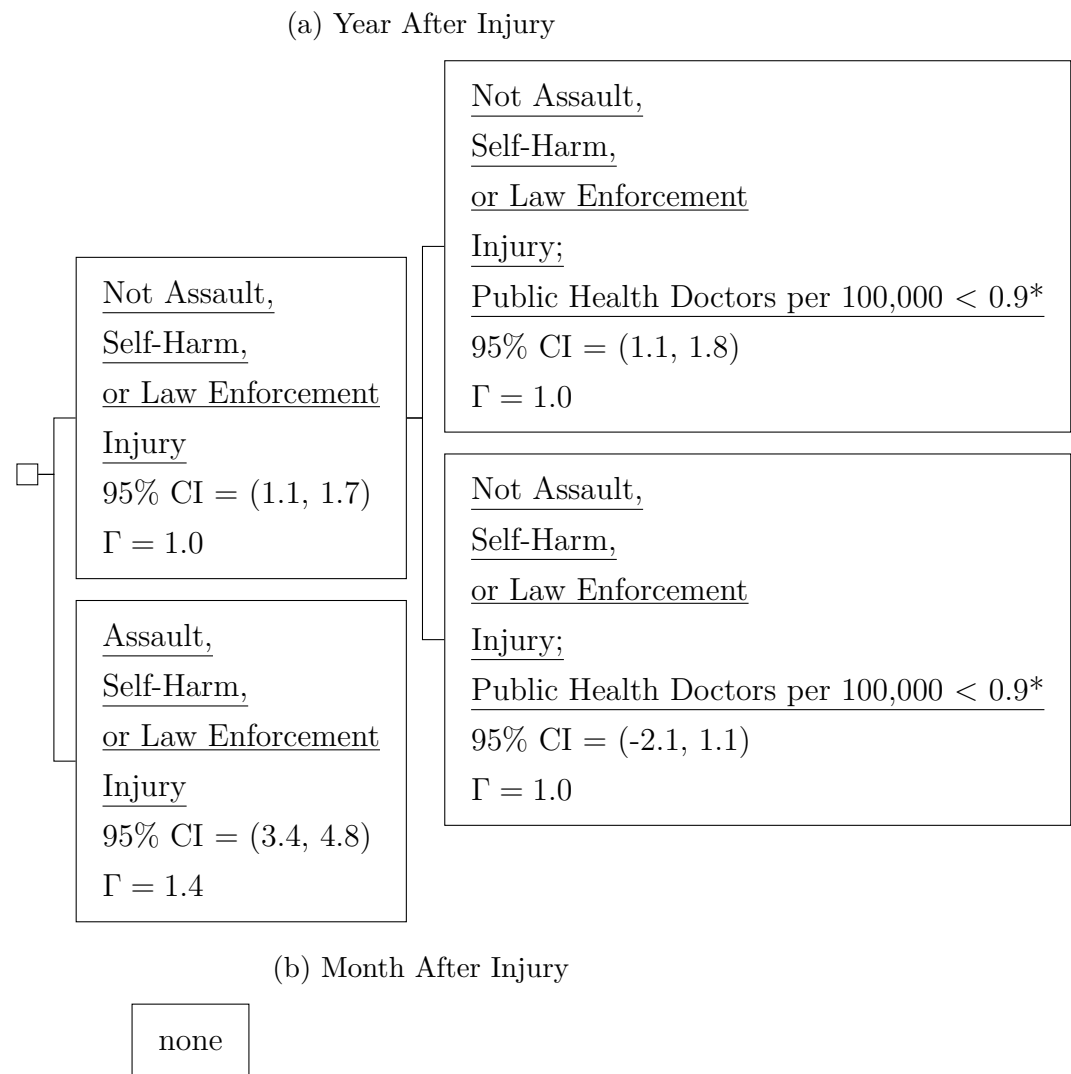 (a) Year After Injury
Not Assault,
Self-Harm,
or Law Enforcement
Injury
95% CI = (1.1, 1.7)
Γ = 1.0
Assault,
Self-Harm,
or Law Enforcement
Injury
95% CI = (3.4, 4.8)
Γ = 1.4
Not Assault,
Self-Harm,
or Law Enforcement
Injury;
Public Health Doctors per 100,000 < 0.9*
95% CI = (1.1, 1.8)
Γ = 1.0
Not Assault,
Self-Harm,
or Law Enforcement
Injury;
Public Health Doctors per 100,000 < 0.9*
95% CI = (-2.1, 1.1)
Γ = 1.0
(b) Month After Injury
none